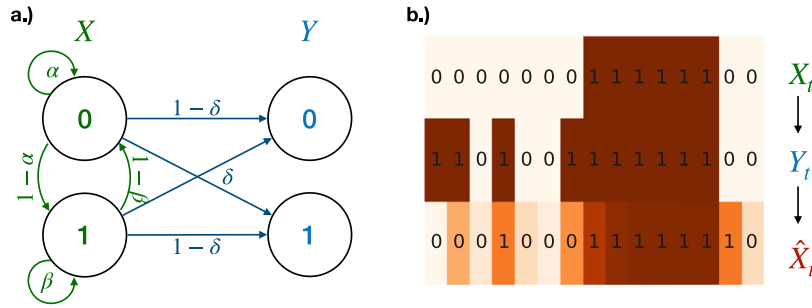 a.)
X
Y
α
0
1 − δ
0
1 − α
1 − β
δ
1
1 − δ
1
β
b.)
0 0 0 0 0 0 0 1 1 1 1 1 1 0 0 X_t
1 1 0 1 0 0 1 1 1 1 1 1 1 0 0 Y_t
0 0 0 1 0 0 0 1 1 1 1 1 1 1 0 X̂_t